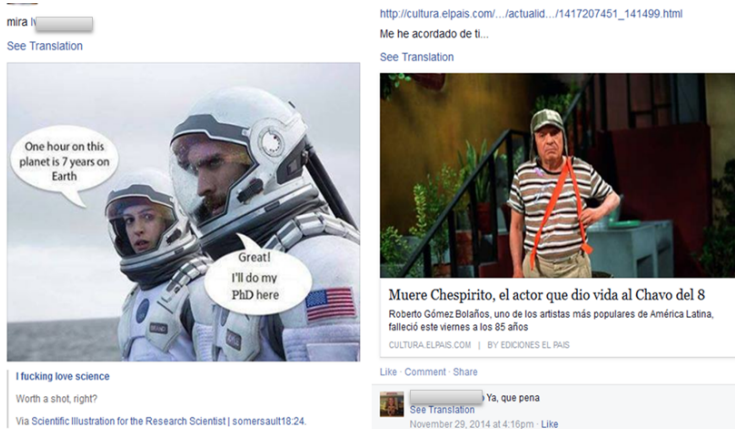 mira
See Translation
One hour on this
planet is 7 years on
Earth
Great!
I'll do my
PhD here
I fucking love science
Worth a shot, right?
Via Scientific Illustration for the Research Scientist | somersault18:24.
http://cultura.elpais.com/.../actualid.../1417207451_141499.html
Me he acordado de ti...
See Translation
Muere Chespirito, el actor que dio vida al Chavo del 8
Roberto Gómez Bolaños, uno de los artistas más populares de América Latina,
falleció este viernes a los 85 años
CULTURA.ELPAIS.COM | BY EDICIONES EL PAIS
Like · Comment · Share
Ya, que pena
See Translation
November 29, 2014 at 4:16pm · Like